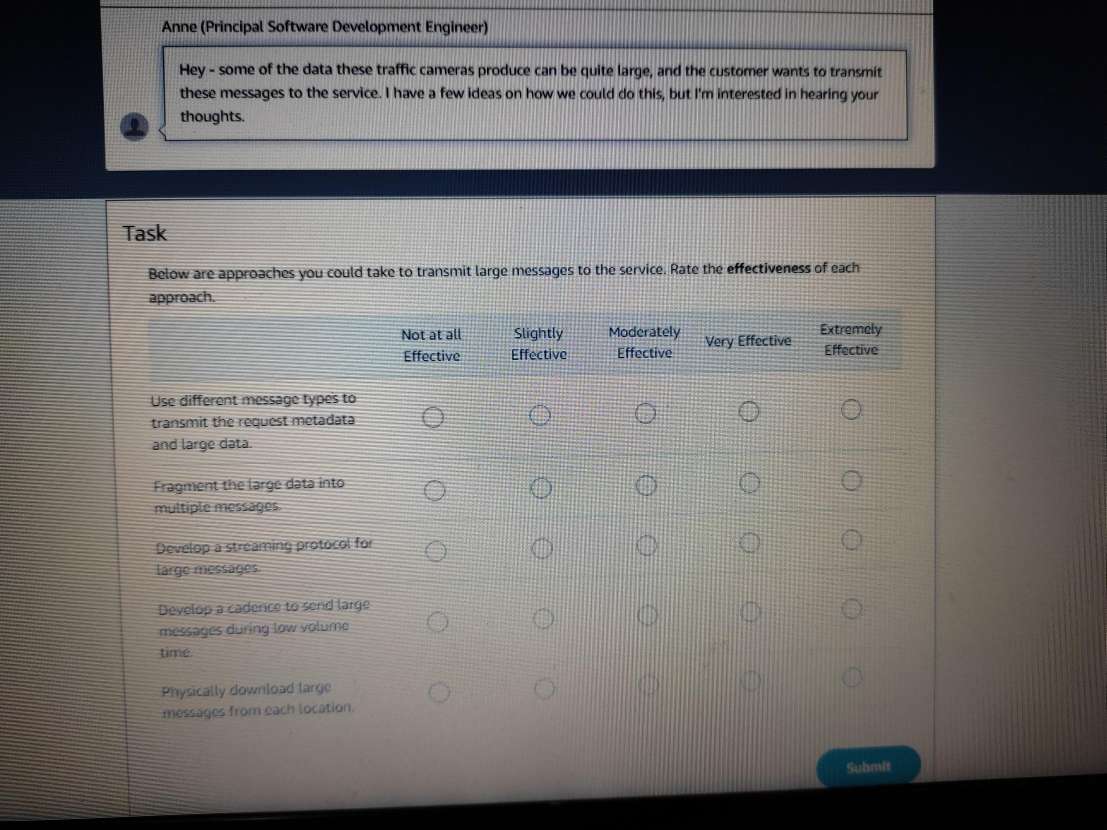 Anne (Principal Software Development Engineer)
Hey - some of the data these traffic cameras produce can be quite large, and the customer wants to transmit
these messages to the service. I have a few ideas on how we could do this, but I'm interested in hearing your
thoughts.
Task
Below are approaches you could take to transmit large messages to the service. Rate the effectiveness of each
approach.
Not at all
Effective
Slightly
Effective
Moderately
Effective
Very Effective
Extremely
Effective
Use different message types to
transmit the request metadata
and large data.
Fragment the large data into
multiple messages.
Develop a streaming protocol for
large messages.
Develop a cadence to send large
messages during low volume
time.
Physically download large
messages from each location.
Submit